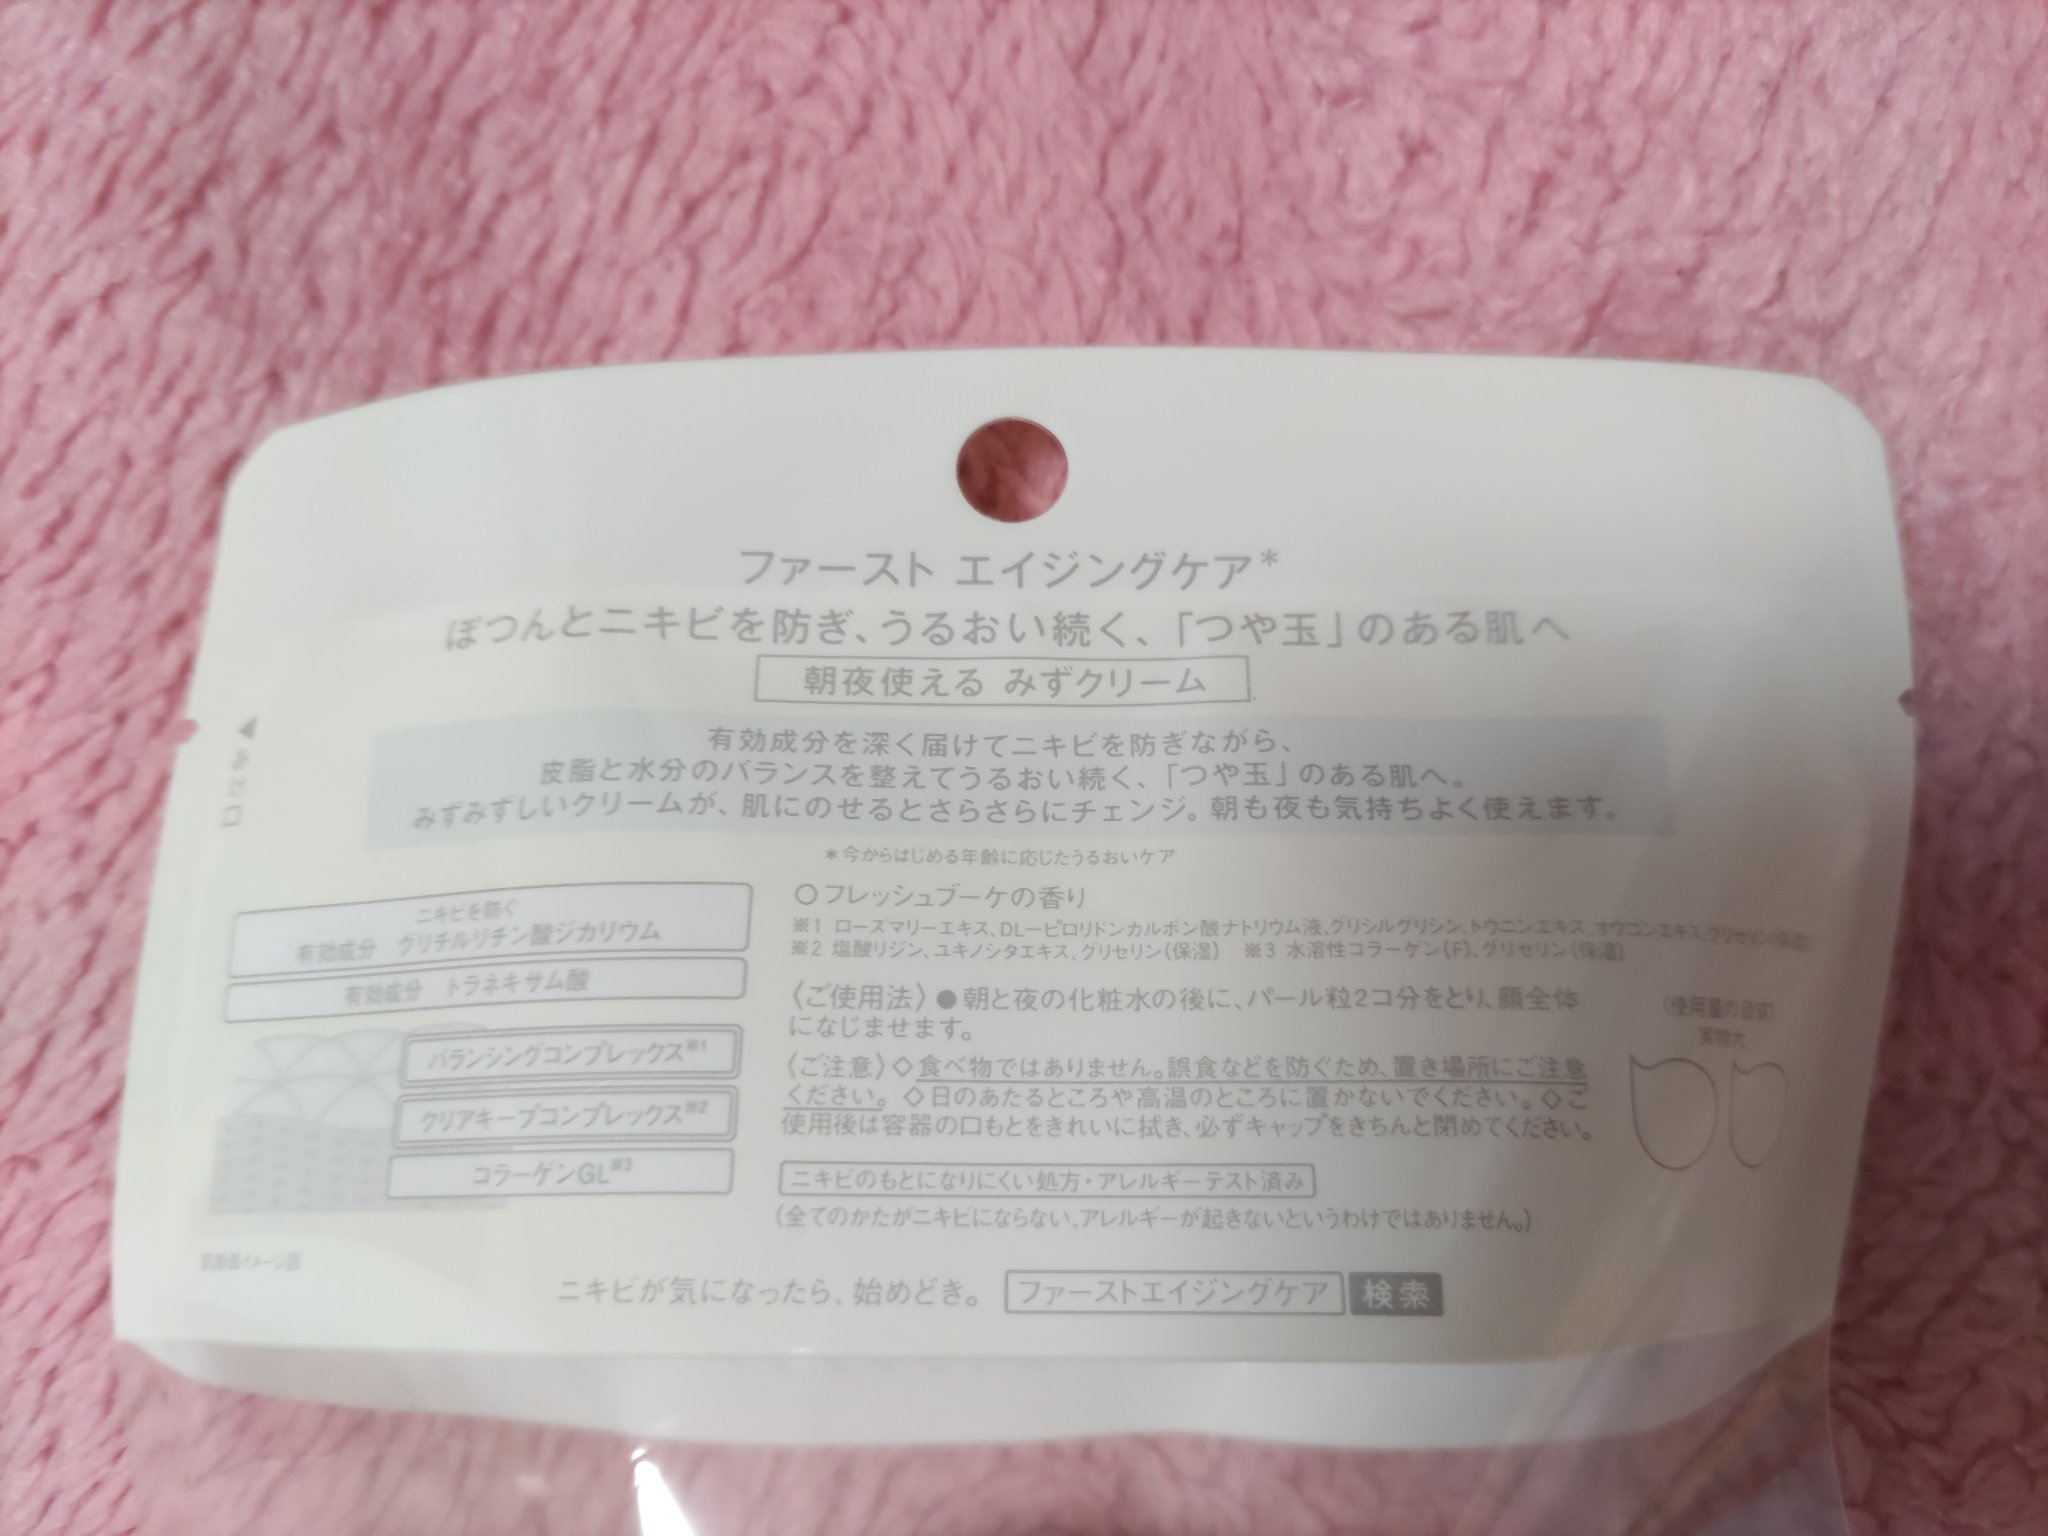 ファースト エイジングケア*
ぽつんとニキビを防ぎ、うるおい続く、「つや玉」のある肌へ
朝夜使える みずクリーム
有効成分を深く届けてニキビを防ぎながら、
皮脂と水分のバランスを整えてうるおい続く、「つや玉」のある肌へ。
みずみずしいクリームが、肌にのせるとさらさらにチェンジ。朝も夜も気持ちよく使えます。
*今からはじめる年齢に応じたうるおいケア
◀あけ口
ニキビを防ぐ
有効成分 グリチルリチン酸ジカリウム
有効成分 トラネキサム酸
バランシングコンプレックス※1
クリアキープコンプレックス※2
コラーゲンGL※3
肌断面イメージ図
○フレッシュブーケの香り
※1 ローズマリーエキス、DL-ピロリドンカルボン酸ナトリウム液、グリシルグリシン、トウニンエキス、オウゴンエキス、グリセリン(保湿)
※2 塩酸リジン、ユキノシタエキス、グリセリン(保湿) ※3 水溶性コラーゲン(F)、グリセリン(保湿)
〈ご使用法〉●朝と夜の化粧水の後に、パール粒2コ分をとり、顔全体
になじませます。
〈使用量の目安〉
実物大
〈ご注意〉◇食べ物ではありません。誤食などを防ぐため、置き場所にご注意
ください。◇日のあたるところや高温のところに置かないでください。◇ご
使用後は容器の口もとをきれいに拭き、必ずキャップをきちんと閉めてください。
ニキビのもとになりにくい処方・アレルギーテスト済み
(全てのかたがニキビにならない、アレルギーが起きないというわけではありません。)
ニキビが気になったら、始めどき。 ファーストエイジングケア 検索